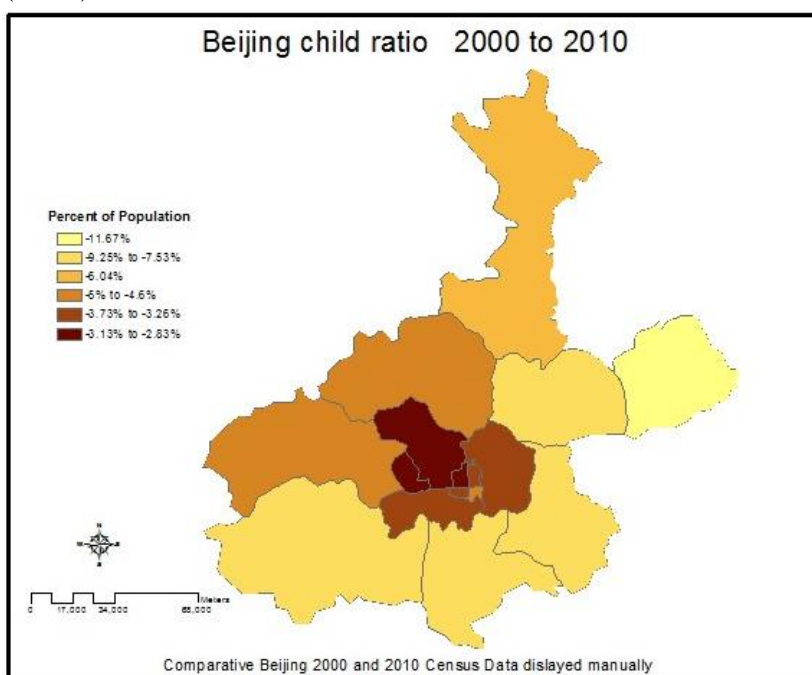 Beijing child ratio 2000 to 2010
Percent of Population
-11.67%
-9.25% to -7.53%
-6.04%
-5% to -4.6%
-3.73% to -3.26%
-3.13% to -2.83%
N
W E
S
Meters
0 17,000 34,000 68,000
Comparative Beijing 2000 and 2010 Census Data dislayed manually